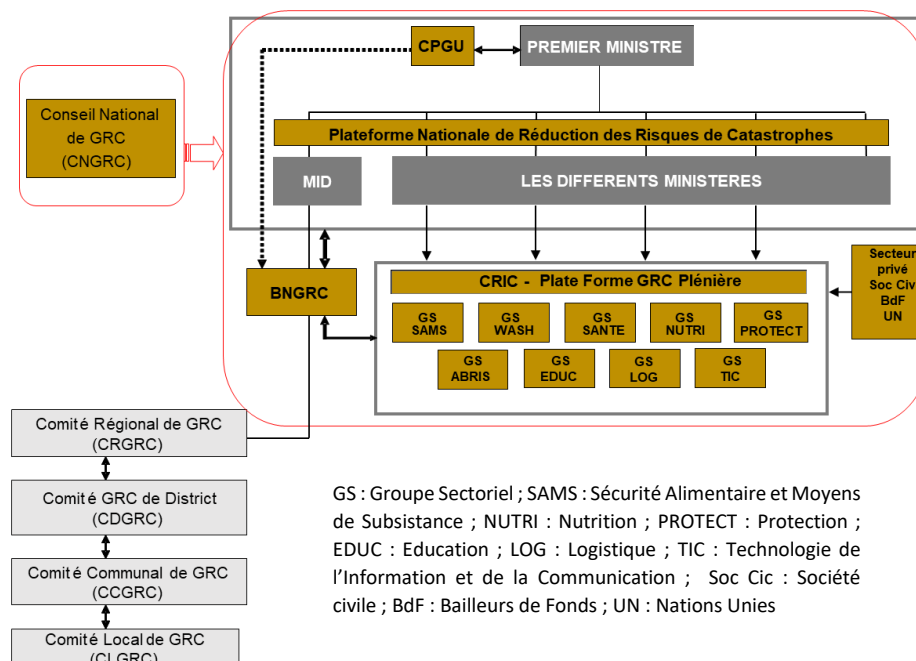 CPGU
PREMIER MINISTRE
Conseil National
de GRC
(CNGRC)
Plateforme Nationale de Réduction des Risques de Catastrophes
MID
LES DIFFERENTS MINISTERES
BNGRC
CRIC - Plate Forme GRC Plénière
GS
SAMS
GS
WASH
GS
SANTE
GS
NUTRI
GS
PROTECT
GS
ABRIS
GS
EDUC
GS
LOG
GS
TIC
Secteur
privé
Soc Civ
BdF
UN
Comité Régional de GRC
(CRGRC)
Comité GRC de District
(CDGRC)
Comité Communal de GRC
(CCGRC)
Comité Local de GRC
(CLGRC)
GS : Groupe Sectoriel ; SAMS : Sécurité Alimentaire et Moyens
de Subsistance ; NUTRI : Nutrition ; PROTECT : Protection ;
EDUC : Education ; LOG : Logistique ; TIC : Technologie de
l'Information et de la Communication ; Soc Cic : Société
civile ; BdF : Bailleurs de Fonds ; UN : Nations Unies